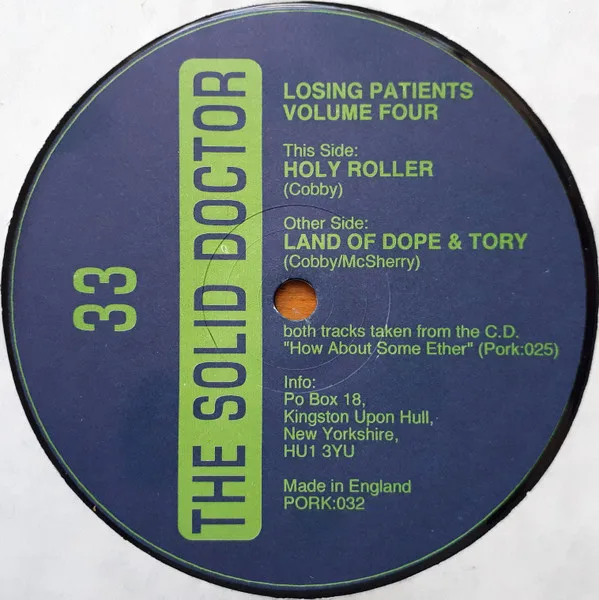 33
THE SOLID DOCTOR
LOSING PATIENTS
VOLUME FOUR
This Side:
HOLY ROLLER
(Cobby)
Other Side:
LAND OF DOPE & TORY
(Cobby/McSherry)
both tracks taken from the C.D.
"How About Some Ether" (Pork:025)
Info:
Po Box 18,
Kingston Upon Hull,
New Yorkshire,
HU1 3YU
Made in England
PORK:032